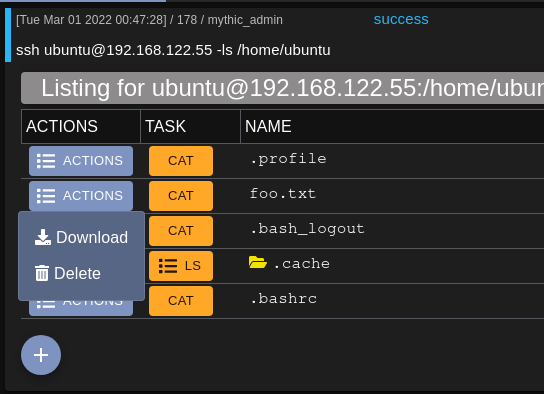 [Tue Mar 01 2022 00:47:28] / 178 / mythic_admin success
ssh ubuntu@192.168.122.55 -ls /home/ubuntu
Listing for ubuntu@192.168.122.55:/home/ubun
ACTIONS TASK NAME
ACTIONS CAT .profile
ACTIONS CAT foo.txt
CAT .bash_logout
Download
LS .cache
Delete
ACTIONS CAT .bashrc
+